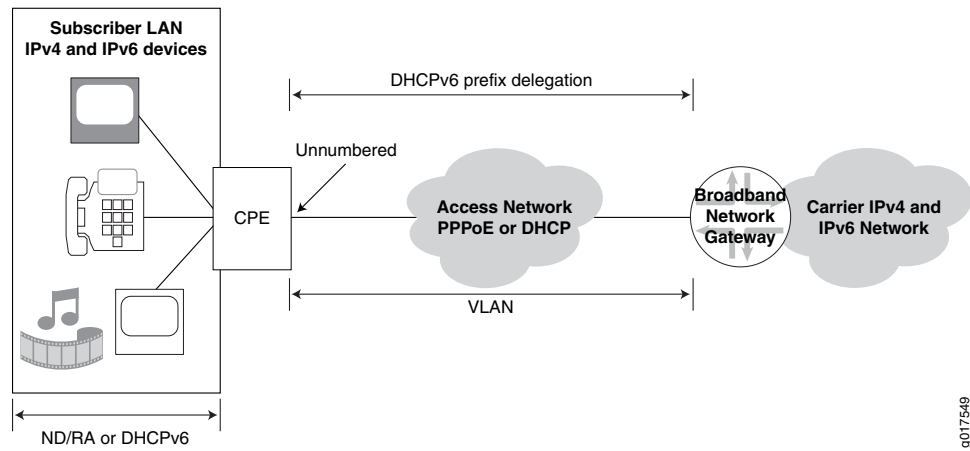 Subscriber LAN
IPv4 and IPv6 devices
DHCPv6 prefix delegation
Unnumbered
CPE
Access Network
PPPoE or DHCP
Broadband
Network
Gateway
Carrier IPv4 and
IPv6 Network
VLAN
ND/RA or DHCPv6
g017549